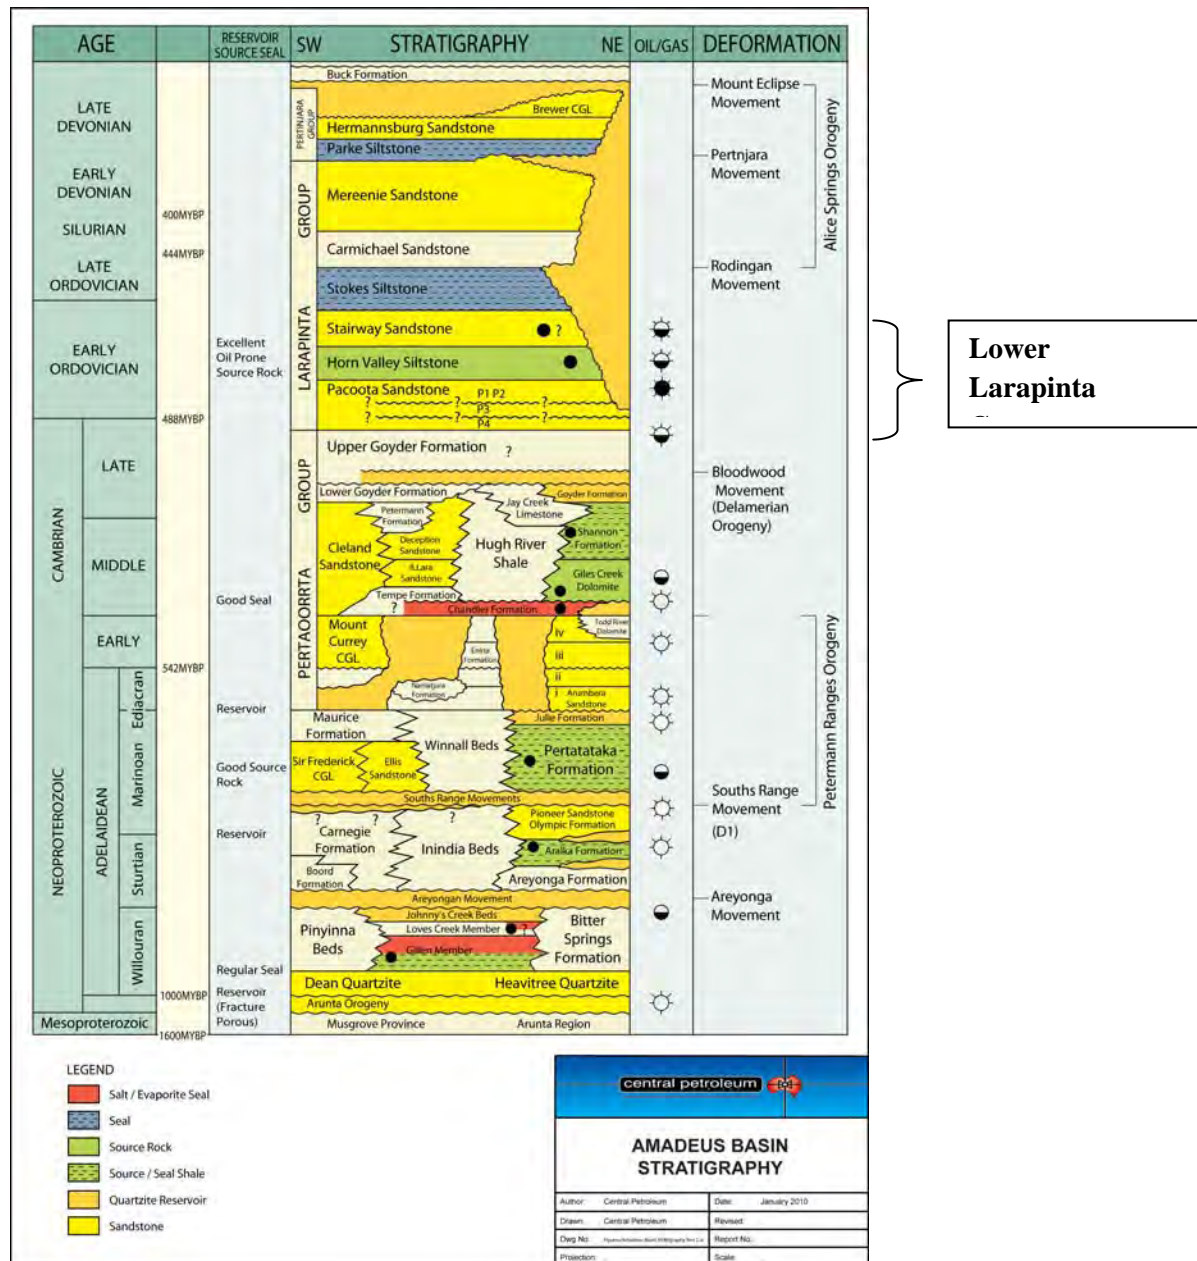 AGE
RESERVOIR
SOURCE SEAL
SW
STRATIGRAPHY
NE
OIL/GAS
DEFORMATION
LATE
DEVONIAN
EARLY
DEVONIAN
SILURIAN
LATE
ORDOVICIAN
EARLY
ORDOVICIAN
CAMBRIAN
LATE
MIDDLE
EARLY
NEOPROTEROZOIC
ADELAIDEAN
Ediacran
Marinoan
Sturtian
Willouran
Mesoproterozoic
400MYBP
444MYBP
488MYBP
542MYBP
1000MYBP
1600MYBP
Excellent
Oil Prone
Source Rock
Good Seal
Reservoir
Good Source
Rock
Reservoir
Regular Seal
Reservoir
(Fracture
Porous)
PERTNJARA
GROUP
LARAPINTA GROUP
PERTAOORRTA GROUP
Buck Formation
Brewer CGL
Hermannsburg Sandstone
Parke Siltstone
Mereenie Sandstone
Carmichael Sandstone
Stokes Siltstone
Stairway Sandstone
?
Horn Valley Siltstone
Pacoota Sandstone
P1 P2
? ? ? ?
P3
? ? ? ?
P4
Upper Goyder Formation ?
Lower Goyder Formation
Goyder Formation
Jay Creek
Limestone
Petermann
Formation
Cleland
Sandstone
Deception
Sandstone
Sandstone
Hugh River
Shale
Shannon
Formation
Giles Creek
Dolomite
Tempe Formation
?
Chandler Formation
Mount
Currey
CGL
Formation
Todd River
Dolomite
iv
iii
ii
i
Sandstone
Formation
Maurice
Formation
Winnall Beds
Julie Formation
Pertatataka
Formation
Sir Frederick
CGL
Ellis
Sandstone
Souths Range Movements
? ? ?
Carnegie
Formation
Inindia Beds
Pioneer Sandstone
Olympic Formation
Aralka Formation
Boord
Formation
Areyonga Formation
Areyongan Movement
Pinyinna
Beds
Johnny's Creek Beds
Loves Creek Member
?
Gillen Member
Bitter
Springs
Formation
Dean Quartzite
Heavitree Quartzite
Arunta Orogeny
Musgrove Province
Arunta Region
Mount Eclipse
Movement
Pertnjara
Movement
Rodingan
Movement
Alice Springs Orogeny
Bloodwood
Movement
(Delamerian
Orogeny)
Petermann Ranges Orogeny
Souths Range
Movement
(D1)
Areyonga
Movement
Lower
Larapinta
LEGEND
Salt / Evaporite Seal
Seal
Source Rock
Source / Seal Shale
Quartzite Reservoir
Sandstone
central petroleum
AMADEUS BASIN
STRATIGRAPHY
Author: Central Petroleum
Date: January 2010
Drawn: Central Petroleum
Revised:
Dwg No:
Report No.:
Projection:
Scale: